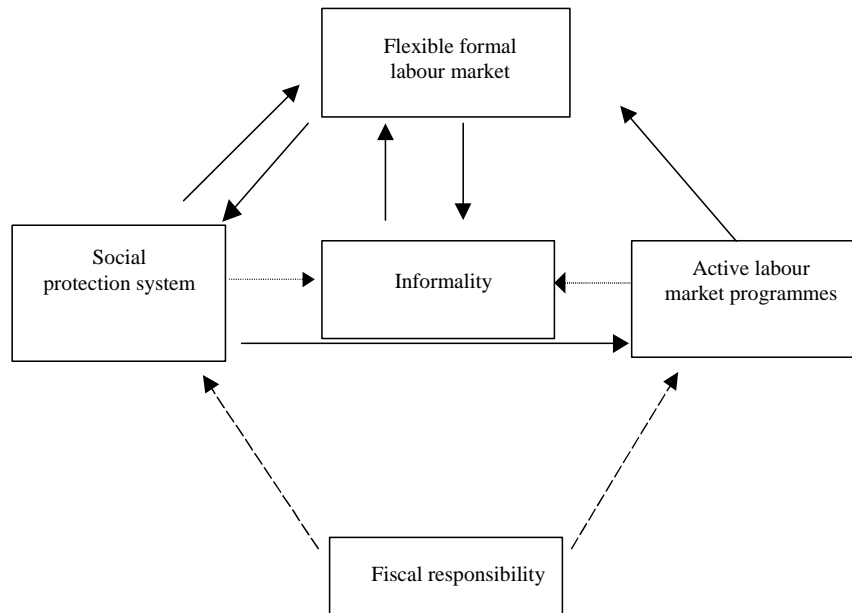 Flexible formal
labour market
Social
protection system
Informality
Active labour
market programmes
Fiscal responsibility